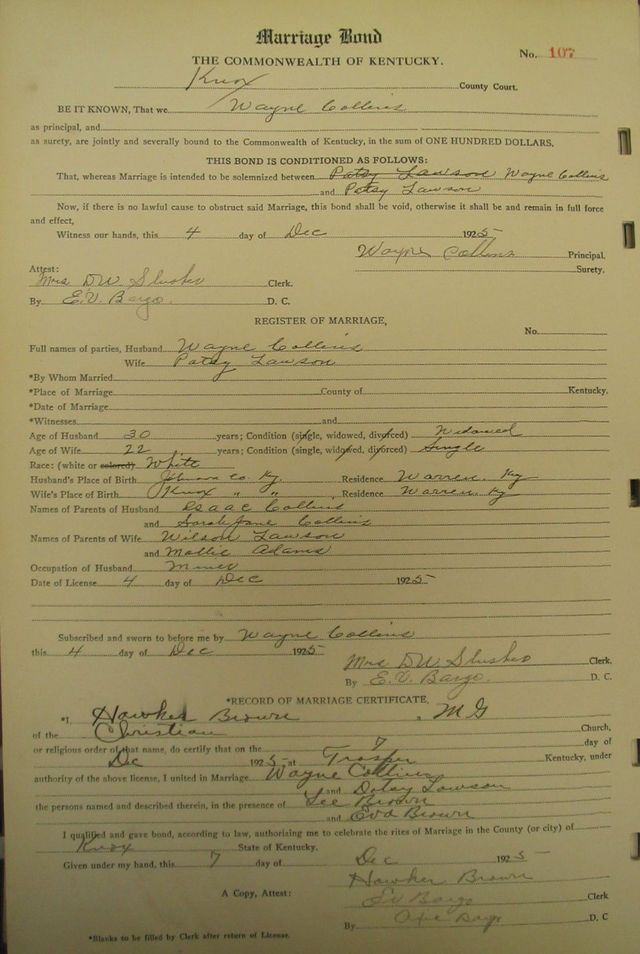 Marriage Bond
THE COMMONWEALTH OF KENTUCKY. No. 107
Knox County Court.
BE IT KNOWN, That we Wayne Collins
as principal, and
as surety, are jointly and severally bound to the Commonwealth of Kentucky, in the sum of ONE HUNDRED DOLLARS.
THIS BOND IS CONDITIONED AS FOLLOWS:
That, whereas Marriage is intended to be solemnized between Patsy Lawson Wayne Collins
and Patsy Lawson
Now, if there is no lawful cause to obstruct said Marriage, this bond shall be void, otherwise it shall be and remain in full force
and effect,
Witness our hands, this 4 day of Dec 1925
Wayne Collins Principal.
Surety.
Attest:
Mrs DW Slusher Clerk.
By E.V. Bargo. D. C.
REGISTER OF MARRIAGE,
No.
Full names of parties, Husband Wayne Collins
Wife Patsy Lawson
*By Whom Married
*Place of Marriage County of Kentucky.
*Date of Marriage
*Witnesses and
Age of Husband 30 years; Condition (single, widowed, divorced) Widowed
Age of Wife 22 years; Condition (single, widowed, divorced) Single
Race: (white or colored) White
Husband's Place of Birth Johnson Co. Ky. Residence Warren. Ky
Wife's Place of Birth Knox " " Residence Warren. Ky
Names of Parents of Husband Isaac Collins
and Sarah Jane Collins
Names of Parents of Wife Wilson Lawson
and Mollie Adams
Occupation of Husband Miner
Date of License 4 day of Dec 1925
Subscribed and sworn to before me by Wayne Collins
this 4 day of Dec 1925
Mrs DW Slusher Clerk.
By E.V. Bargo. D. C.
*RECORD OF MARRIAGE CERTIFICATE,
*I, Hawker Brown, M G
of the Christian Church,
or religious order of that name, do certify that on the 7 day of
Dec 1925 at Trosper Kentucky, under
authority of the above license, I united in Marriage Wayne Collins
and Patsy Lawson
the persons named and described therein, in the presence of Lee Brown
and Eva Brown
I qualified and gave bond, according to law, authorizing me to celebrate the rites of Marriage in the County (or city) of
Knox State of Kentucky.
Given under my hand, this 7 day of Dec 1925
Hawker Brown
A Copy, Attest: EV Bargo Clerk
By D. C
*Blanks to be filled by Clerk after return of License.